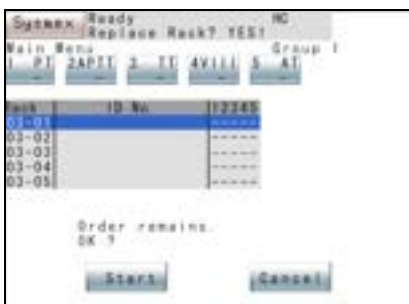 Sysmex Ready HC
Replace Rack? YES!
Main Menu Group 1
1 PT 2APTT 3 TT 4VIII 5 AT
Rack ID No 12345
03-01 -----
03-02 -----
03-03 -----
03-04 -----
03-05 -----
Order remains.
OK ?
Start Cancel